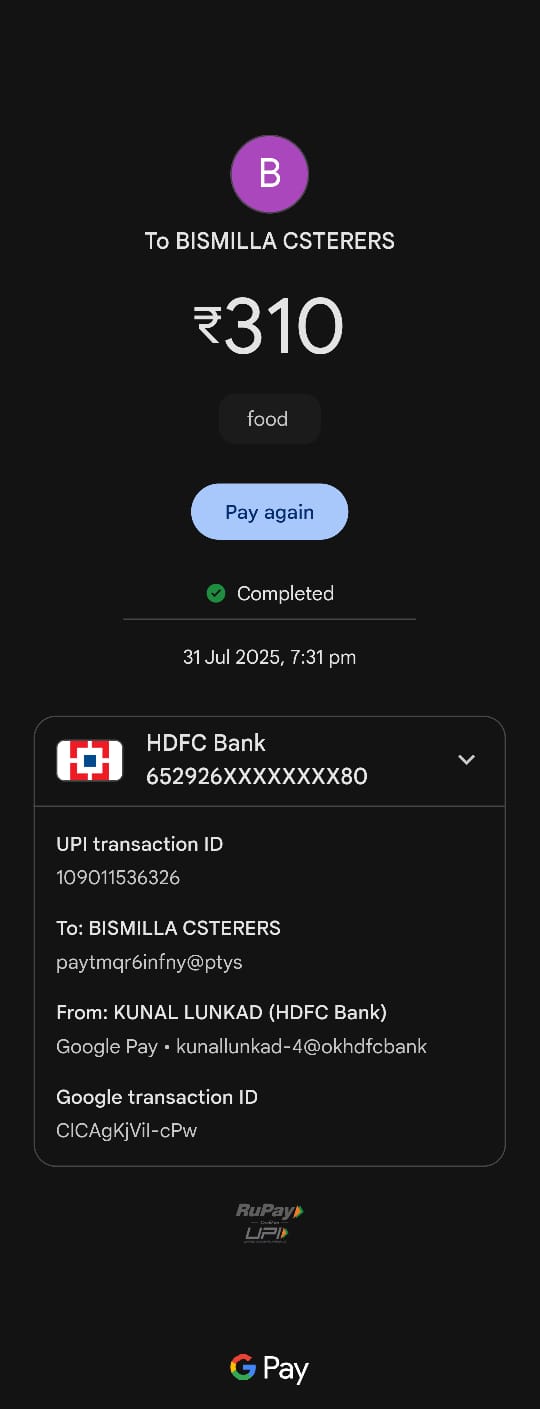 B
To BISMILLA CSTERERS
₹310
food
Pay again
Completed
31 Jul 2025, 7:31 pm
HDFC Bank
652926XXXXXXXX80
UPI transaction ID
109011536326
To: BISMILLA CSTERERS
paytmqr6infny@ptys
From: KUNAL LUNKAD (HDFC Bank)
Google Pay • kunallunkad-4@okhdfcbank
Google transaction ID
CICAgKjViI-cPw
RuPay
UPI
G Pay